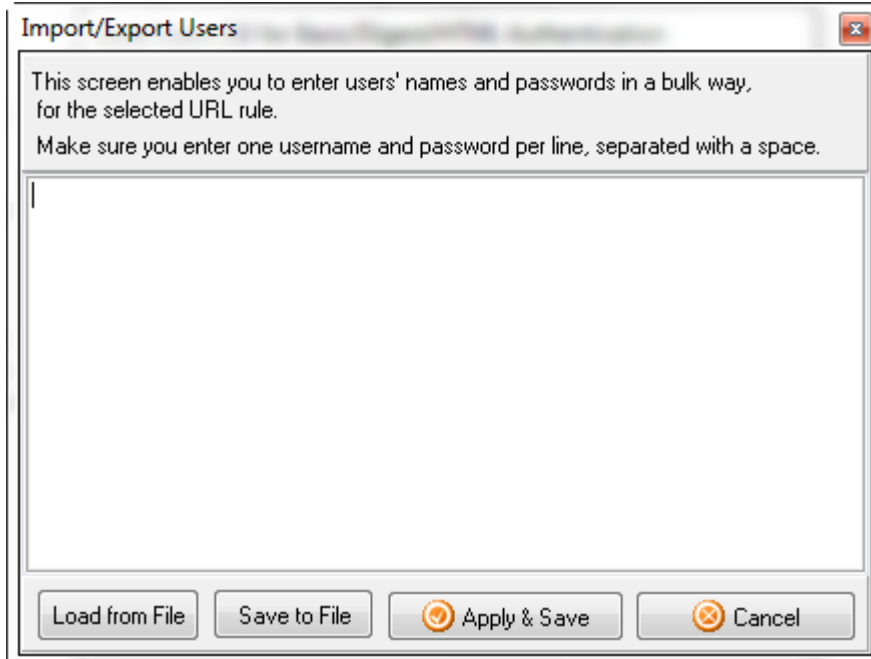 Import/Export Users
This screen enables you to enter users' names and passwords in a bulk way,
for the selected URL rule.
Make sure you enter one username and password per line, separated with a space.
Load from File
Save to File
Apply & Save
Cancel